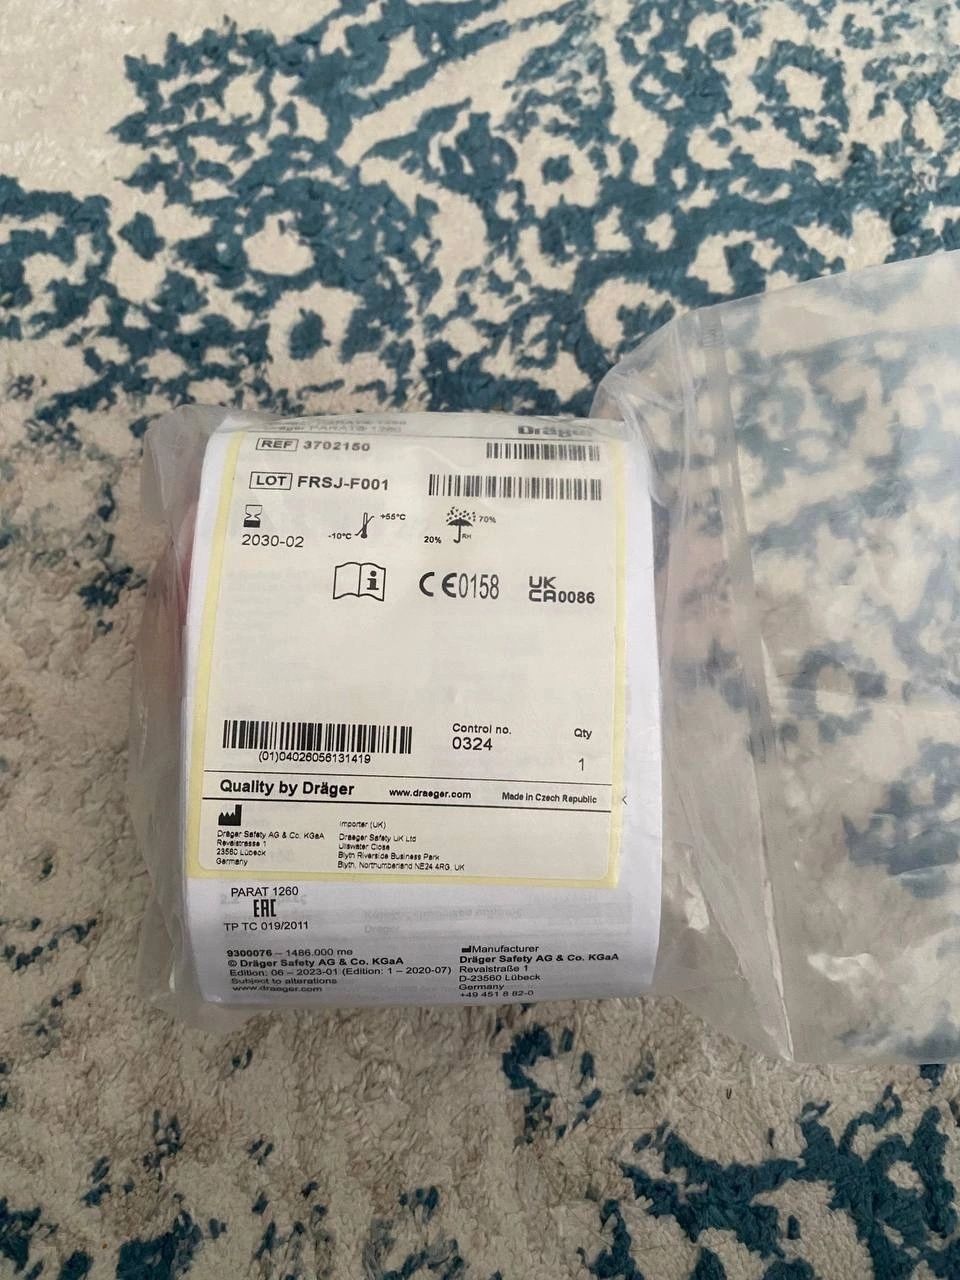 Dräger PARAT® 1260
Dräger
REF 3702150
LOT FRSJ-F001
2030-02
-10°C
+55°C
20%
70%
RH
CE0158
UK
CA0086
(01)04026056131419
Control no.
0324
Qty
1
Quality by Dräger
www.draeger.com
Made in Czech Republic
Dräger Safety AG & Co. KGaA
Revalstrasse 1
23560 Lübeck
Germany
Importer (UK)
Draeger Safety UK Ltd
Ullswater Close
Blyth Riverside Business Park
Blyth, Northumberland NE24 4RG, UK
PARAT 1260
EAC
TP TC 019/2011
9300076 – 1486.000 me
© Dräger Safety AG & Co. KGaA
Edition: 06 – 2023-01 (Edition: 1 – 2020-07)
Subject to alterations
www.draeger.com
Manufacturer
Dräger Safety AG & Co. KGaA
Revalstraße 1
D-23560 Lübeck
Germany
+49 451 8 82-0